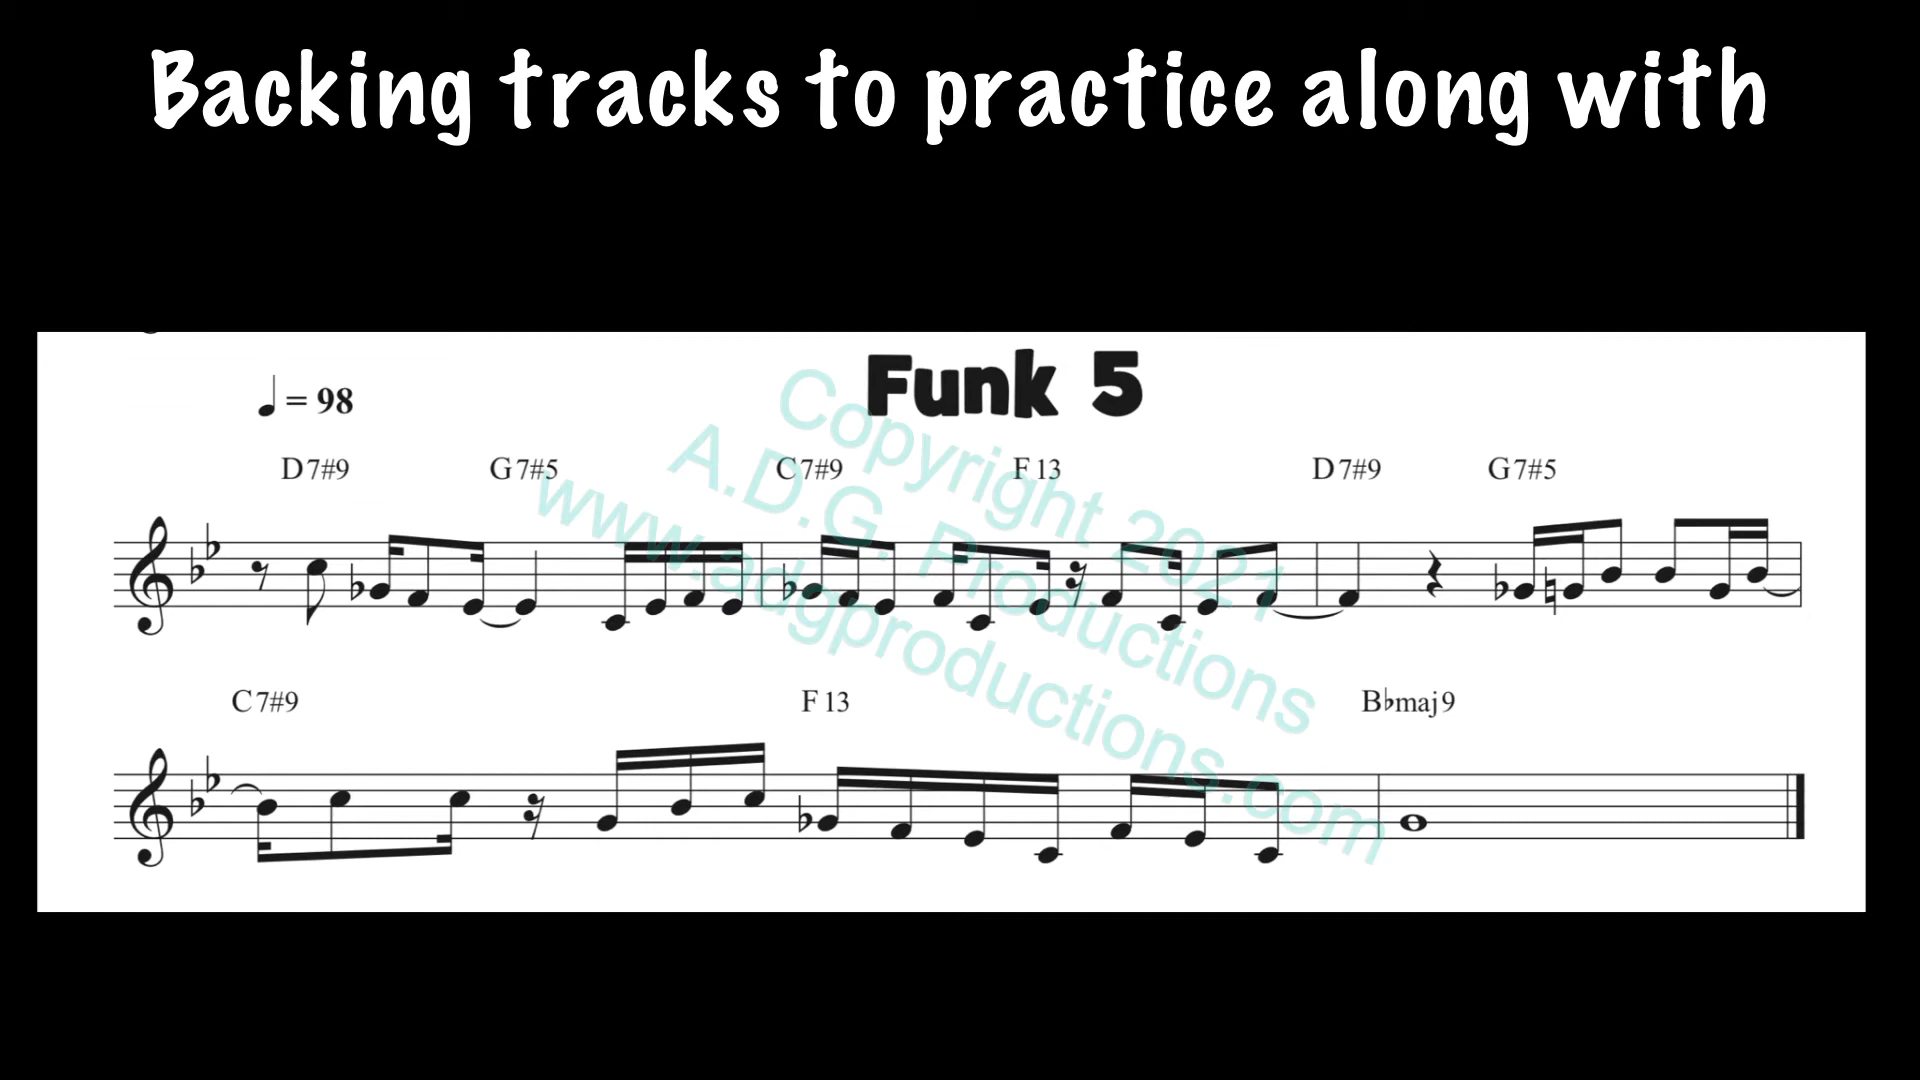 Backing tracks to practice along with
Funk 5
♩ = 98
D7#9 G7#5 C7#9 F13 D7#9 G7#5
C7#9 F13 B♭maj9
Copyright 2021
A.D.G. Productions
www.adgproductions.com